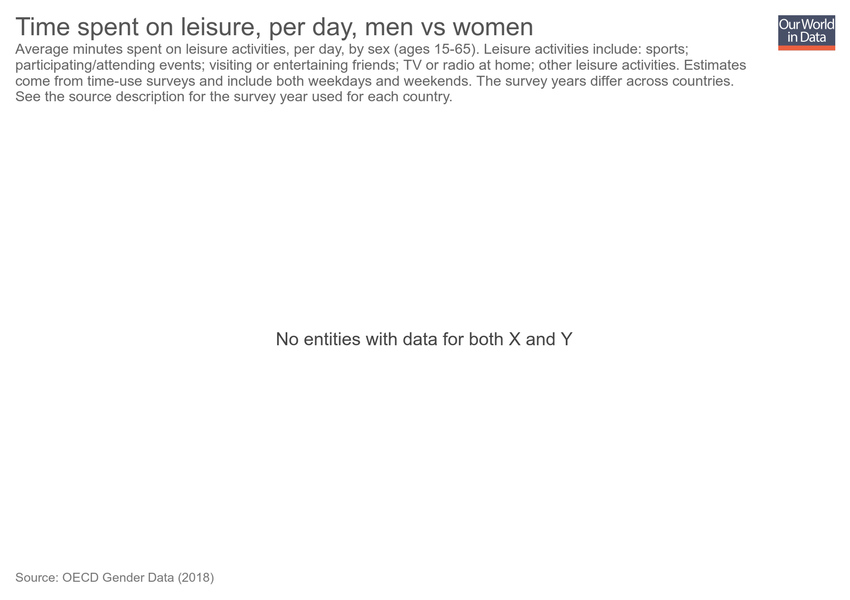 Time spent on leisure, per day, men vs women
Our World
in Data
Average minutes spent on leisure activities, per day, by sex (ages 15-65). Leisure activities include: sports;
participating/attending events; visiting or entertaining friends; TV or radio at home; other leisure activities. Estimates
come from time-use surveys and include both weekdays and weekends. The survey years differ across countries.
See the source description for the survey year used for each country.
No entities with data for both X and Y
Source: OECD Gender Data (2018)